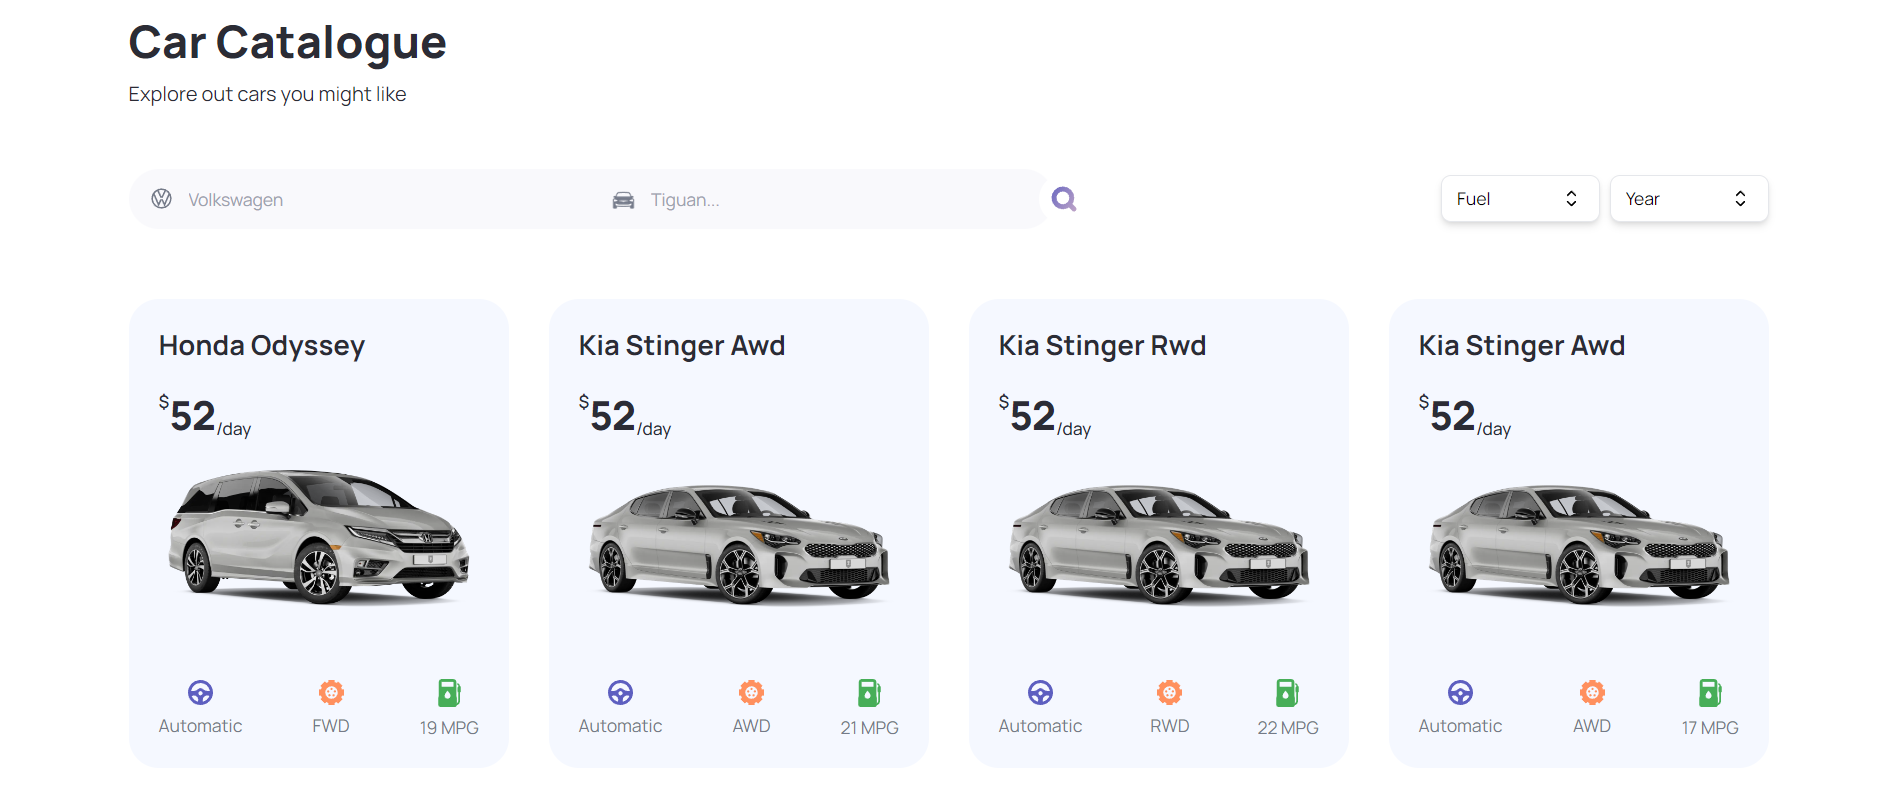 Car Catalogue
Explore out cars you might like
Volkswagen
Tiguan...
Fuel
Year
Honda Odyssey
$52/day
Automatic
FWD
19 MPG
Kia Stinger Awd
$52/day
Automatic
AWD
21 MPG
Kia Stinger Rwd
$52/day
Automatic
RWD
22 MPG
Kia Stinger Awd
$52/day
Automatic
AWD
17 MPG